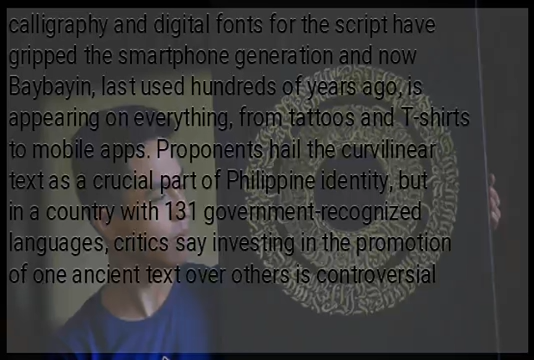 calligraphy and digital fonts for the script have
gripped the smartphone generation and now
Baybayin, last used hundreds of years ago, is
appearing on everything, from tattoos and T-shirts
to mobile apps. Proponents hail the curvilinear
text as a crucial part of Philippine identity, but
in a country with 131 government-recognized
languages, critics say investing in the promotion
of one ancient text over others is controversial